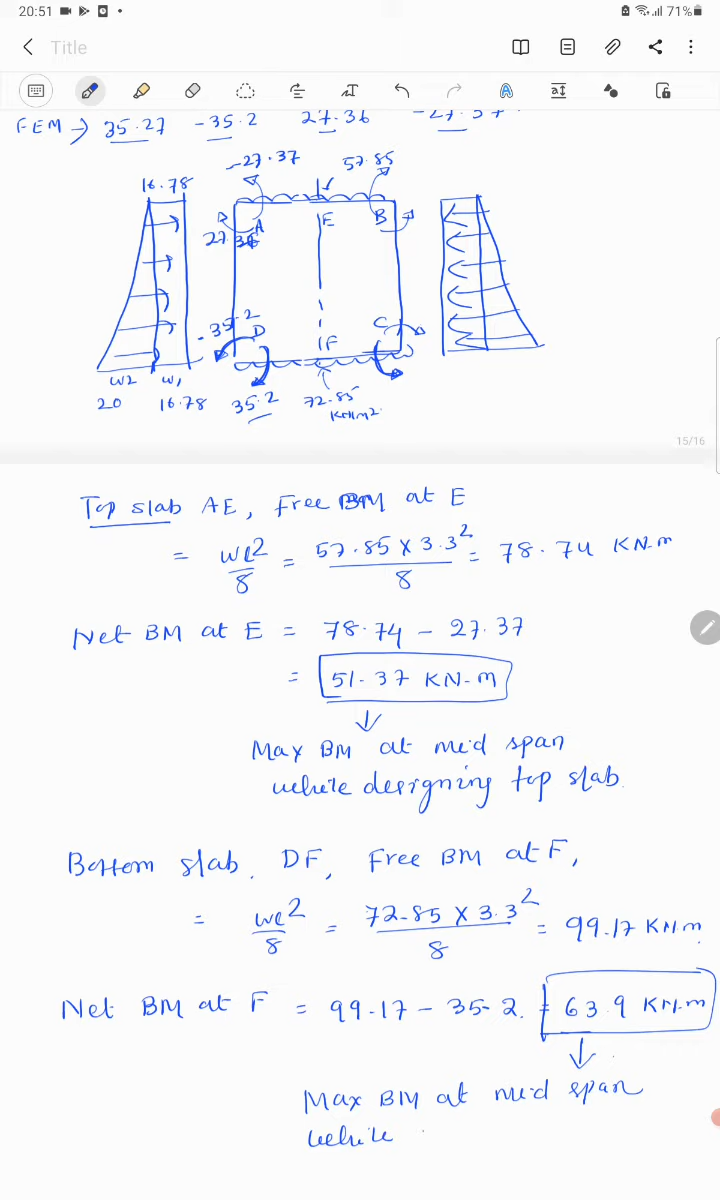 20:51
71%
Title
FEM → 35.27 -35.2 27.36 -27.37
16.78 -27.37 57.85
A E B
27.36
-35.2 D F C
W2 W1
20 16.78 35.2 72.85
KN/m2.
15/16
Top slab AE, Free BM at E
= wl2/8 = 57.85 x 3.3²/8 = 78.74 KN-m
Net BM at E = 78.74 - 27.37
= 51.37 KN-m
Max BM at mid span
while designing top slab.
Bottom slab. DF, Free BM at F,
= wl2/8 = 72.85 x 3.3²/8 = 99.17 KN.m
Net BM at F = 99.17 - 35.2. = 63.9 KN.m
Max BM at mid span
while